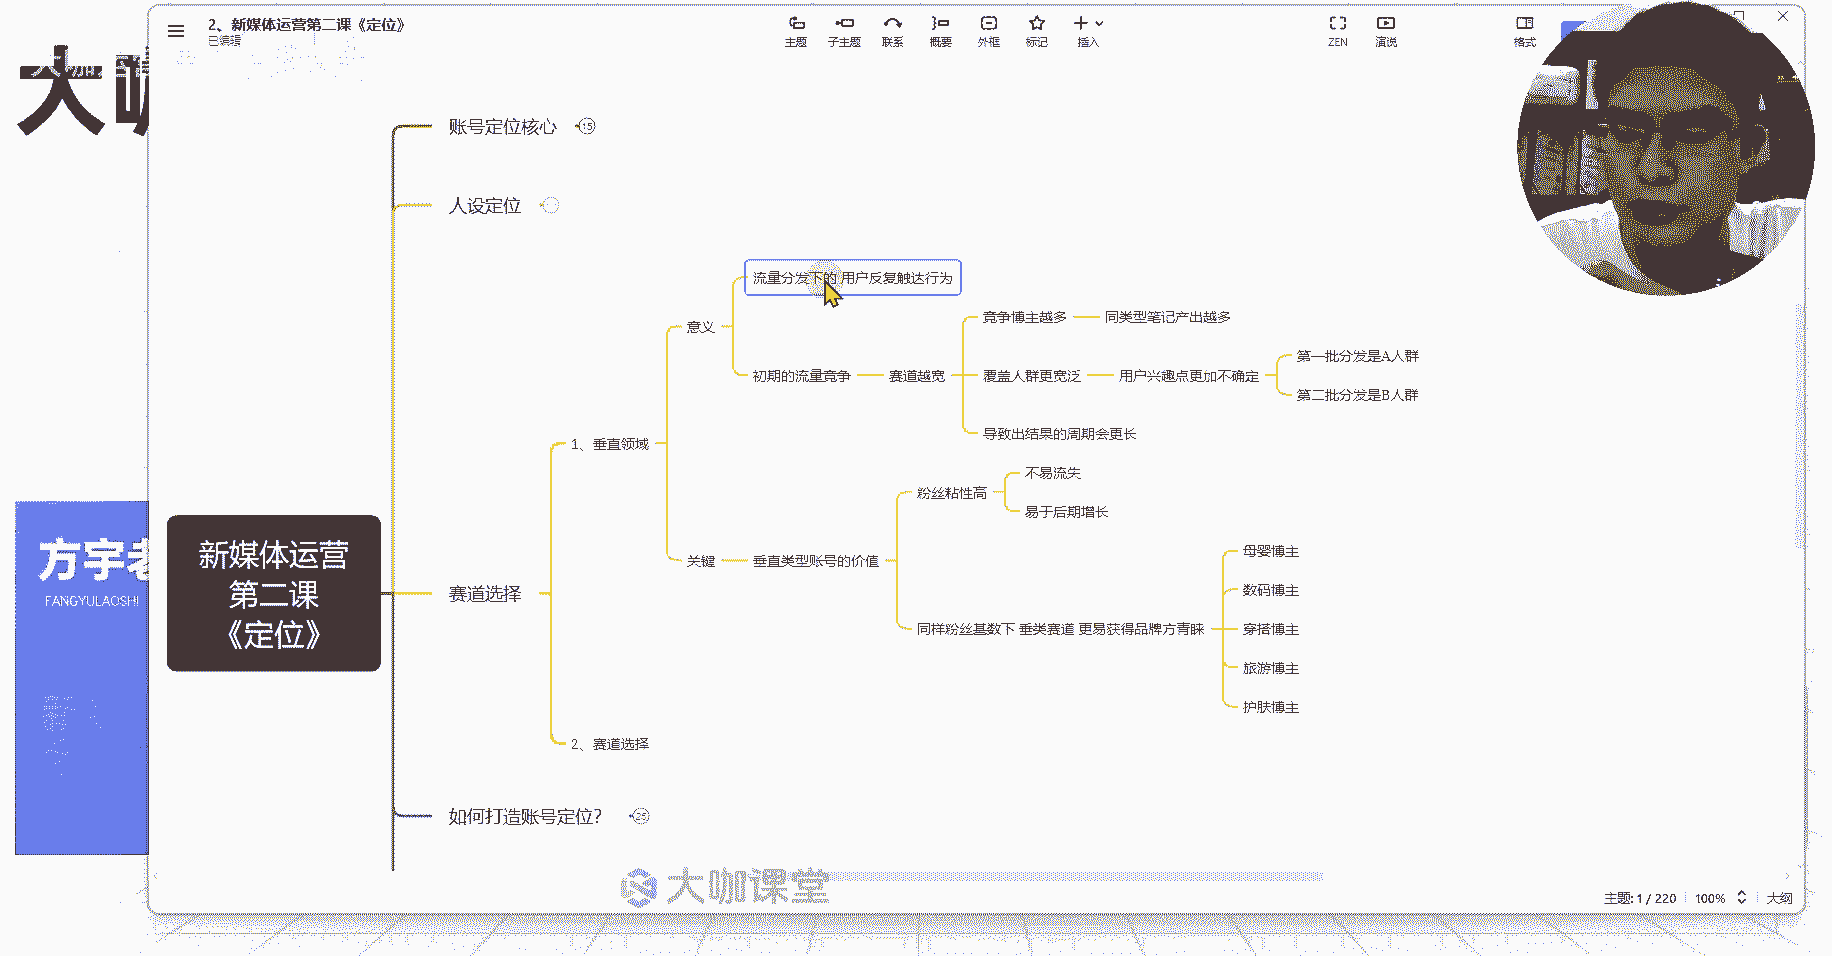 2、新媒体运营第二课《定位》
已编辑
主题
子主题
联系
概要
外框
标记
插入
ZEN
演说
格式
大咖
账号定位核心
15
人设定位
流量分发下的 用户反复触达行为
意义
竞争博主越多
同类型笔记产出越多
初期的流量竞争
赛道越宽
覆盖人群更宽泛
用户兴趣点更加不确定
第一批分发是A人群
第二批分发是B人群
导致出结果的周期会更长
1、垂直领域
粉丝粘性高
不易流失
易于后期增长
关键
垂直类型账号的价值
同样粉丝基数下 垂类赛道 更易获得品牌方青睐
母婴博主
数码博主
穿搭博主
旅游博主
护肤博主
方宇老
FANGYULAOSHI
新媒体运营
第二课
《定位》
赛道选择
2、赛道选择
如何打造账号定位？
25
大咖课堂
主题: 1 / 220
100%
大纲